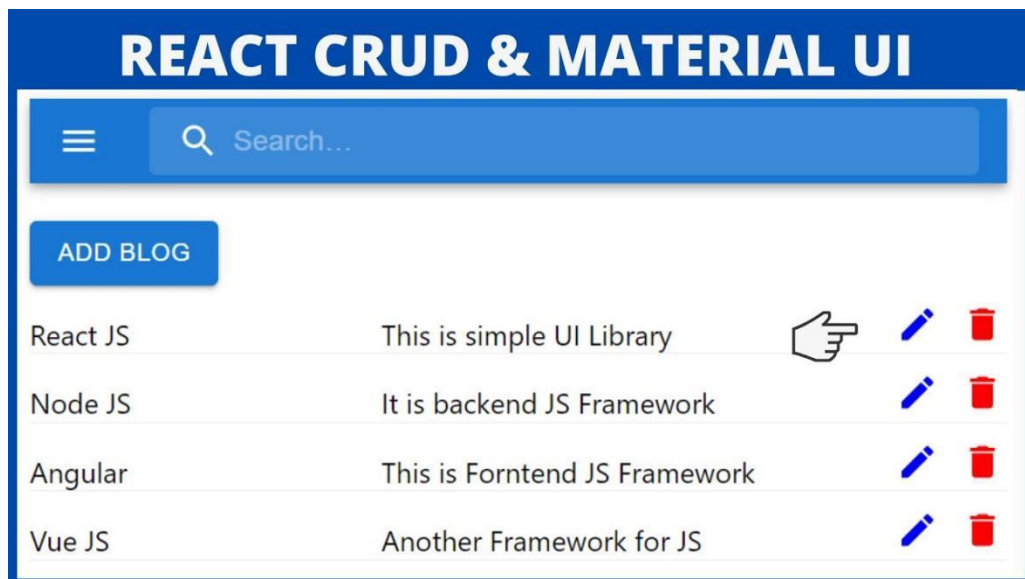 REACT CRUD & MATERIAL UI
Search...
ADD BLOG
React JS This is simple UI Library
Node JS It is backend JS Framework
Angular This is Forntend JS Framework
Vue JS Another Framework for JS